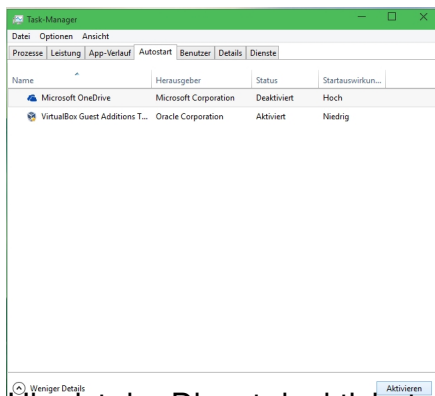 Task-Manager
Datei Optionen Ansicht
Prozesse Leistung App-Verlauf Autostart Benutzer Details Dienste
Name Herausgeber Status Startauswirkun...
Microsoft OneDrive Microsoft Corporation Deaktiviert Hoch
VirtualBox Guest Additions T... Oracle Corporation Aktiviert Niedrig
Weniger Details Aktivieren